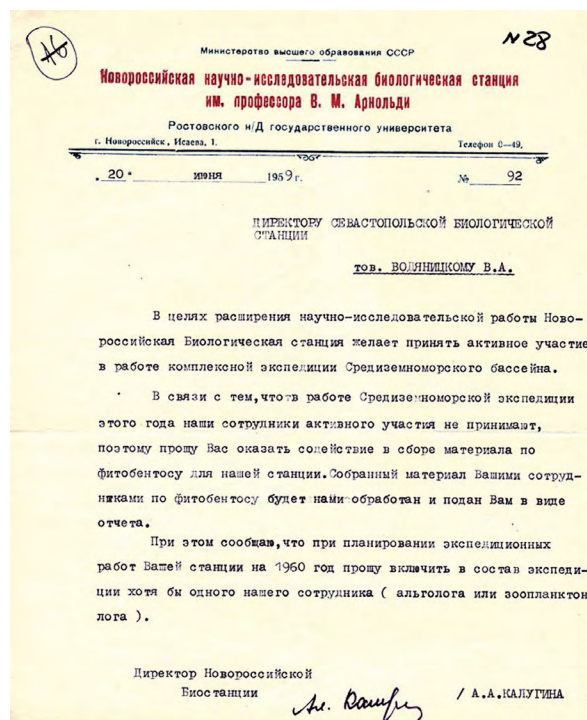 А6
N28
Министерство высшего образования СССР
Новороссийская научно-исследовательская биологическая станция
им. профессора В. М. Арнольди
Ростовского н/Д государственного университета
г. Новороссийск, Исаева, 1. Телефон 0—49.
„20“ июня 1959 г. № 92
ДИРЕКТОРУ СЕВАСТОПОЛЬСКОЙ БИОЛОГИЧЕСКОЙ
СТАНЦИИ
тов. ВОДЯНИЦКОМУ В.А.
В целях расширения научно-исследовательской работы Ново-
российская Биологическая станция желает принять активное участие
в работе комплексной экспедиции Средиземноморского бассейна.
В связи с тем,чтотв работе Средиземноморской экспедиции
этого года наши сотрудники активного участия не принимают,
поэтому прощу Вас оказать содействие в сборе материала по
фитобентосу для нашей станции.Собранный материал Вашими сотруд-
никами по фитобентосу будет нами обработан и подан Вам в виде
отчета.
При этом сообщаю,что при планировании экспедиционных
работ Вашей станции на 1960 год прощу включить в состав экспеди-
ции хотя бы одного нашего сотрудника ( альголога или зоопланктон
лога ).
Директор Новороссийской
Биостанции / А.А.КАЛУГИНА